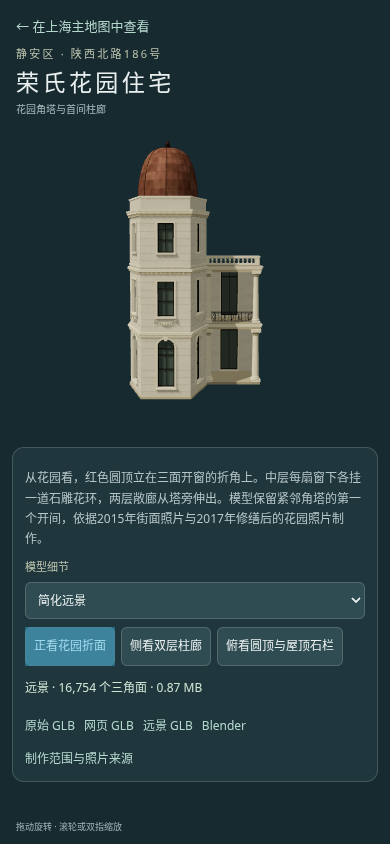 ← 在上海主地图中查看
静安区 · 陕西北路186号
荣氏花园住宅
花园角塔与首间柱廊
从花园看，红色圆顶立在三面开窗的折角上。中层每扇窗下各挂
一道石雕花环，两层敞廊从塔旁伸出。模型保留紧邻角塔的第一
个开间，依据2015年街面照片与2017年修缮后的花园照片制
作。
模型细节
简化远景
正看花园折面 侧看双层柱廊 俯看圆顶与屋顶石栏
远景 · 16,754 个三角面 · 0.87 MB
原始 GLB 网页 GLB 远景 GLB Blender
制作范围与照片来源
拖动旋转 · 滚轮或双指缩放